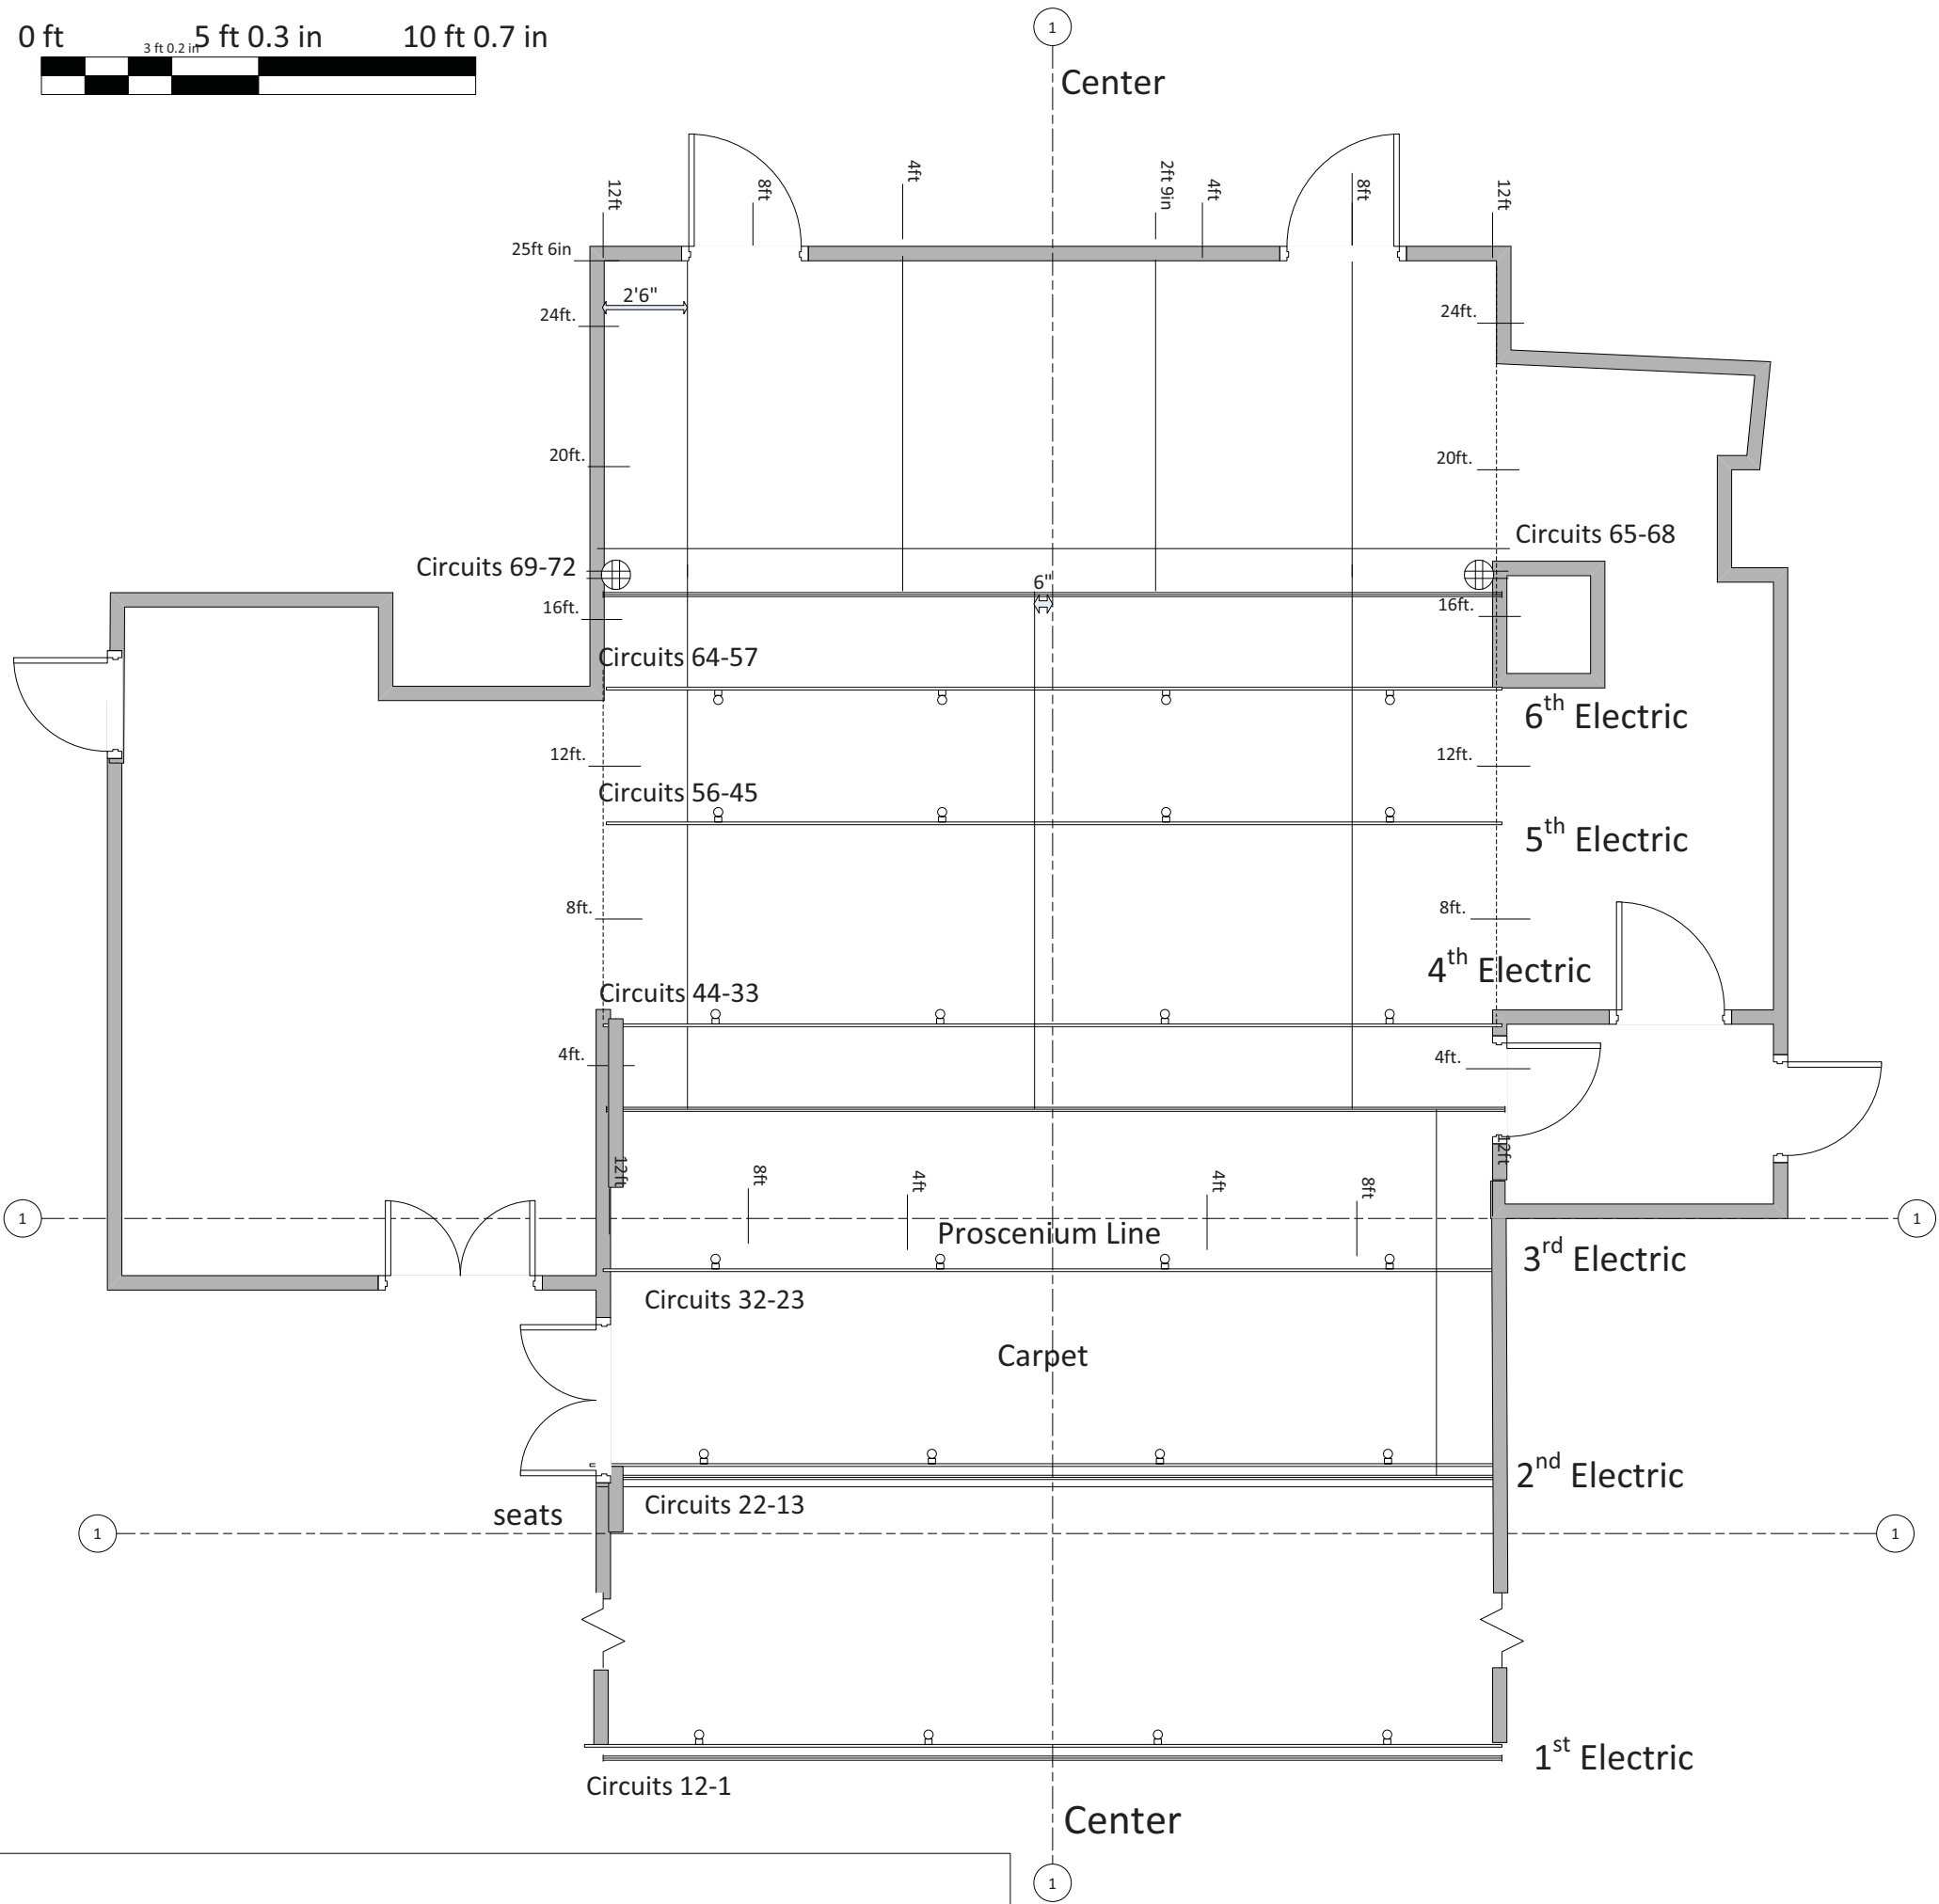 0 ft 3 ft 0.2 in 5 ft 0.3 in 10 ft 0.7 in
1
Center
12ft 8ft 4ft 2ft 9in 4ft 8ft 12ft
25ft 6in
2'6"
24ft. 24ft.
20ft. 20ft.
Circuits 65-68
Circuits 69-72
6"
16ft. 16ft.
Circuits 64-57
6th Electric
12ft. 12ft.
Circuits 56-45
5th Electric
8ft. 8ft.
4th Electric
Circuits 44-33
4ft. 4ft.
12ft 8ft 4ft 4ft 8ft 12ft
1 1
Proscenium Line
3rd Electric
Circuits 32-23
Carpet
2nd Electric
Circuits 22-13
seats
1 1
1st Electric
Circuits 12-1
Center
1